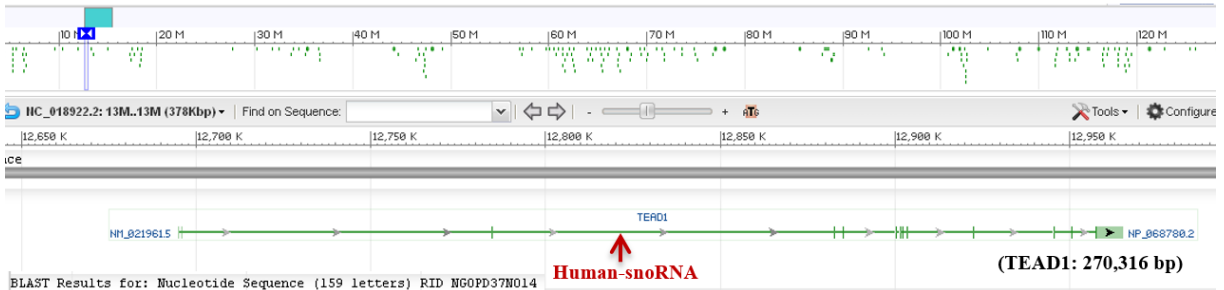 10 M 20 M 30 M 40 M 50 M 60 M 70 M 80 M 90 M 100 M 110 M 120 M
NC_018922.2: 13M..13M (378Kbp) Find on Sequence: - + ATG Tools Configure
12,650 K 12,700 K 12,750 K 12,800 K 12,850 K 12,900 K 12,950 K
nce
TEAD1
NM_021961.5 NP_068780.2
Human-snoRNA (TEAD1: 270,316 bp)
BLAST Results for: Nucleotide Sequence (159 letters) RID NG0PD37N014